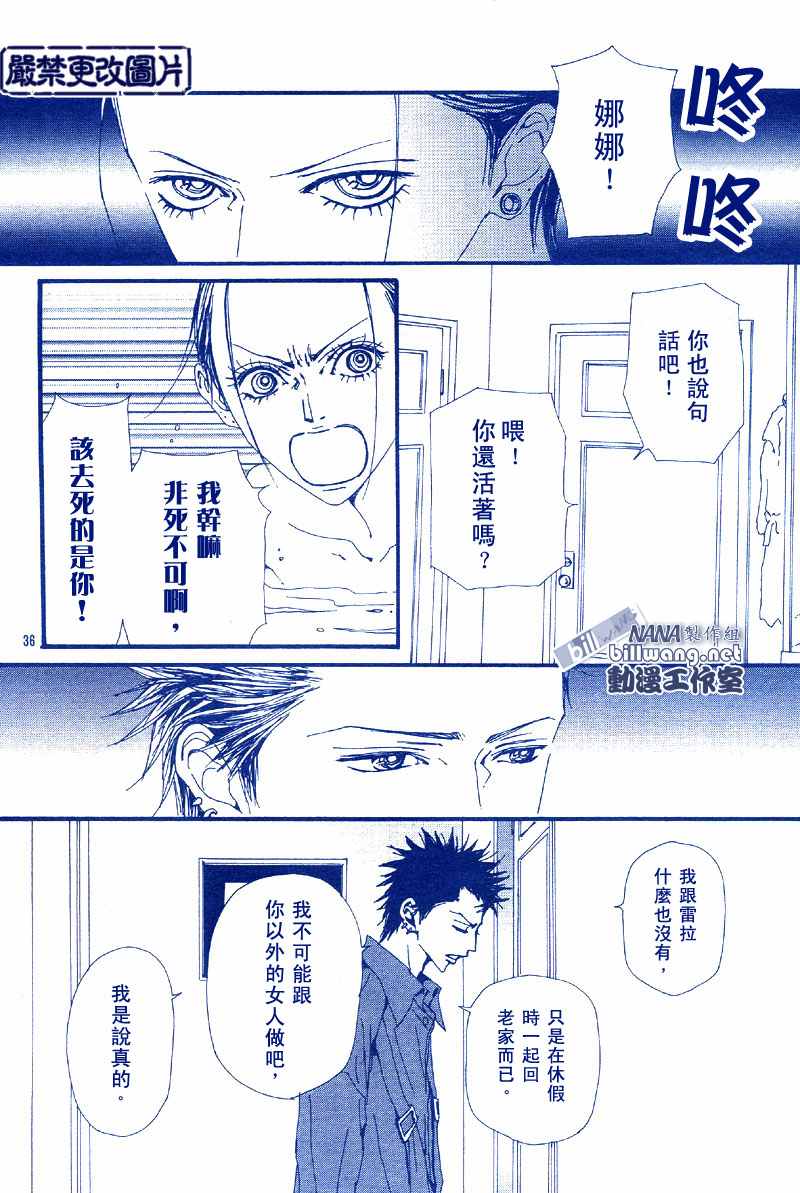 嚴禁更改圖片
咚
咚
娜
娜！
你也說句
話吧！
喂！
你還活著嗎？
我幹嘛
非死不可啊，
該去死的是你！
36
bill wang
NANA製作組
billwang.net
動漫工作室
我跟雷拉
什麼也沒有，
只是在休假
時一起回
老家而已。
我不可能跟
你以外的女人做吧，
我是說真的。